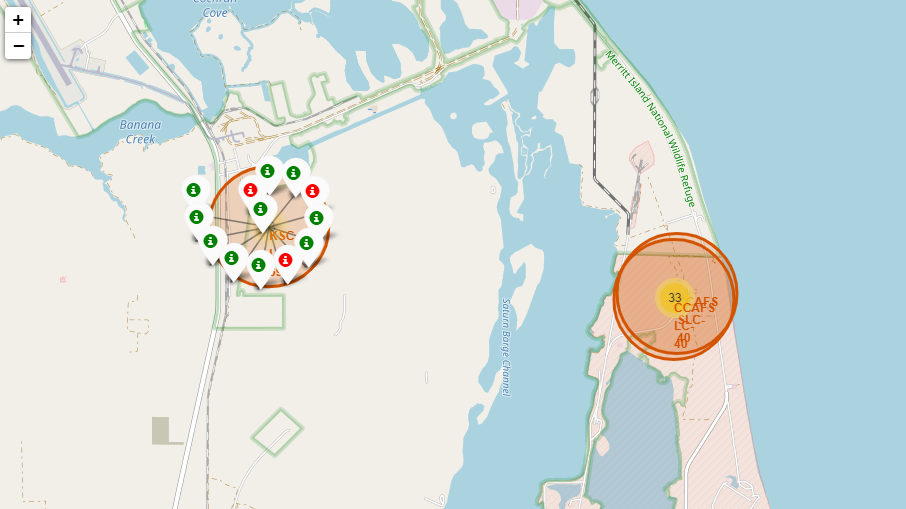 Cochran
Cove
+
−
Merritt Island National Wildlife Refuge
Banana
Creek
KSC
33
AFS
CCAFS
SLC-
LC-
40
40
Saturn Barge Channel